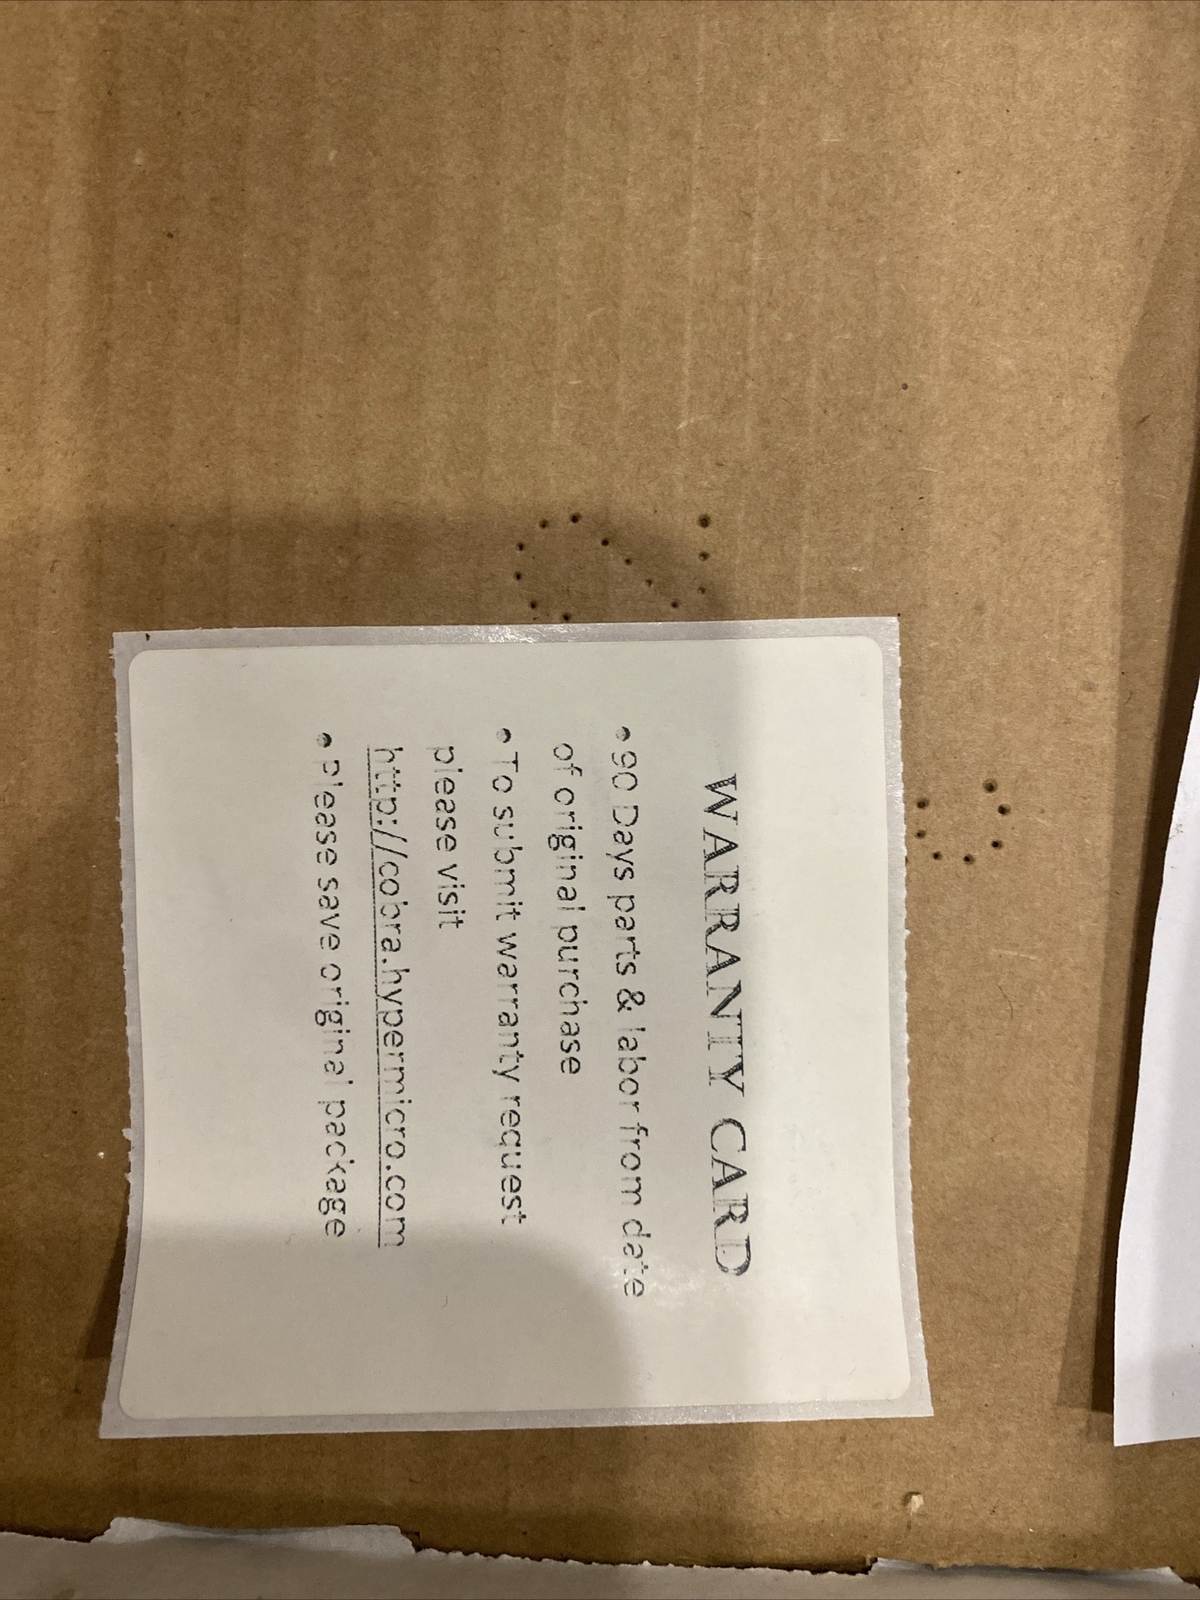 WARRANTY CARD
• 90 Days parts & labor from date
of original purchase
• To submit warranty request
please visit
http://cobra.hypermicro.com
• Please save original package